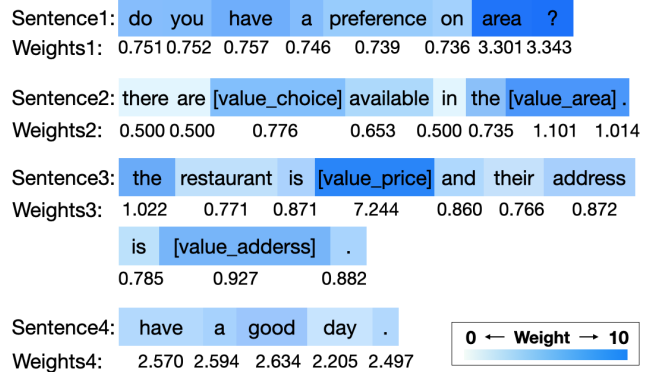 Sentence1: do you have a preference on area ?
Weights1: 0.751 0.752 0.757 0.746 0.739 0.736 3.301 3.343
Sentence2: there are [value_choice] available in the [value_area] .
Weights2: 0.500 0.500 0.776 0.653 0.500 0.735 1.101 1.014
Sentence3: the restaurant is [value_price] and their address
Weights3: 1.022 0.771 0.871 7.244 0.860 0.766 0.872
is [value_adderss] .
0.785 0.927 0.882
Sentence4: have a good day .
Weights4: 2.570 2.594 2.634 2.205 2.497
0 ← Weight → 10